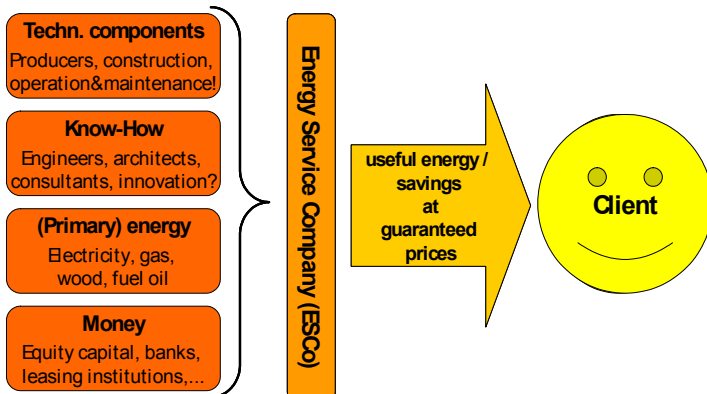 Techn. components
Producers, construction,
operation&maintenance!
Know-How
Engineers, architects,
consultants, innovation?
(Primary) energy
Electricity, gas,
wood, fuel oil
Money
Equity capital, banks,
leasing institutions,...
Energy Service Company (ESCo)
useful energy /
savings
at
guaranteed
prices
Client